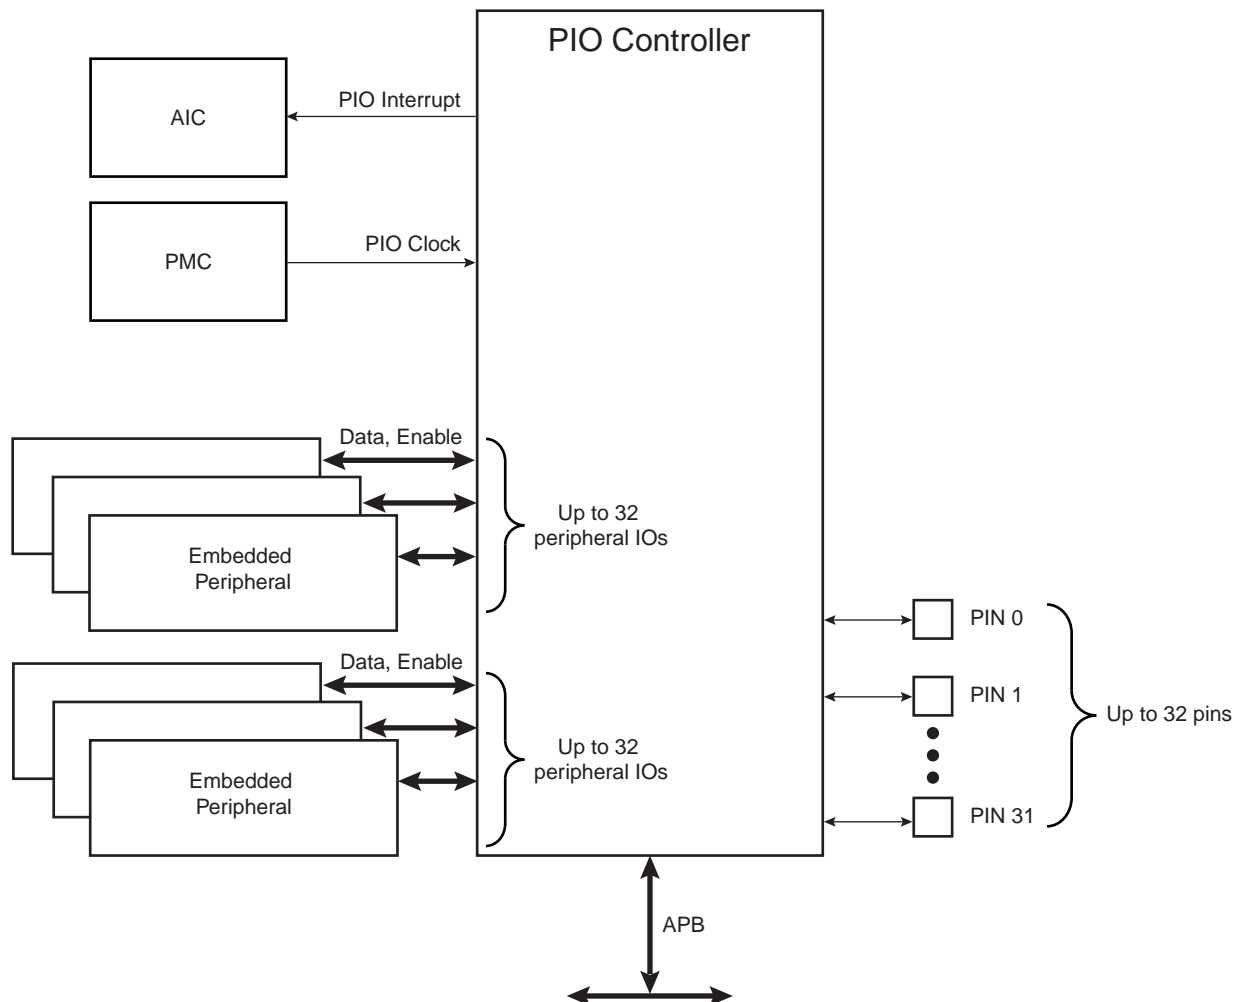 PIO Controller
AIC
PIO Interrupt
PMC
PIO Clock
Data, Enable
Up to 32
peripheral IOs
Embedded
Peripheral
Data, Enable
Up to 32
peripheral IOs
Embedded
Peripheral
PIN 0
PIN 1
Up to 32 pins
PIN 31
APB